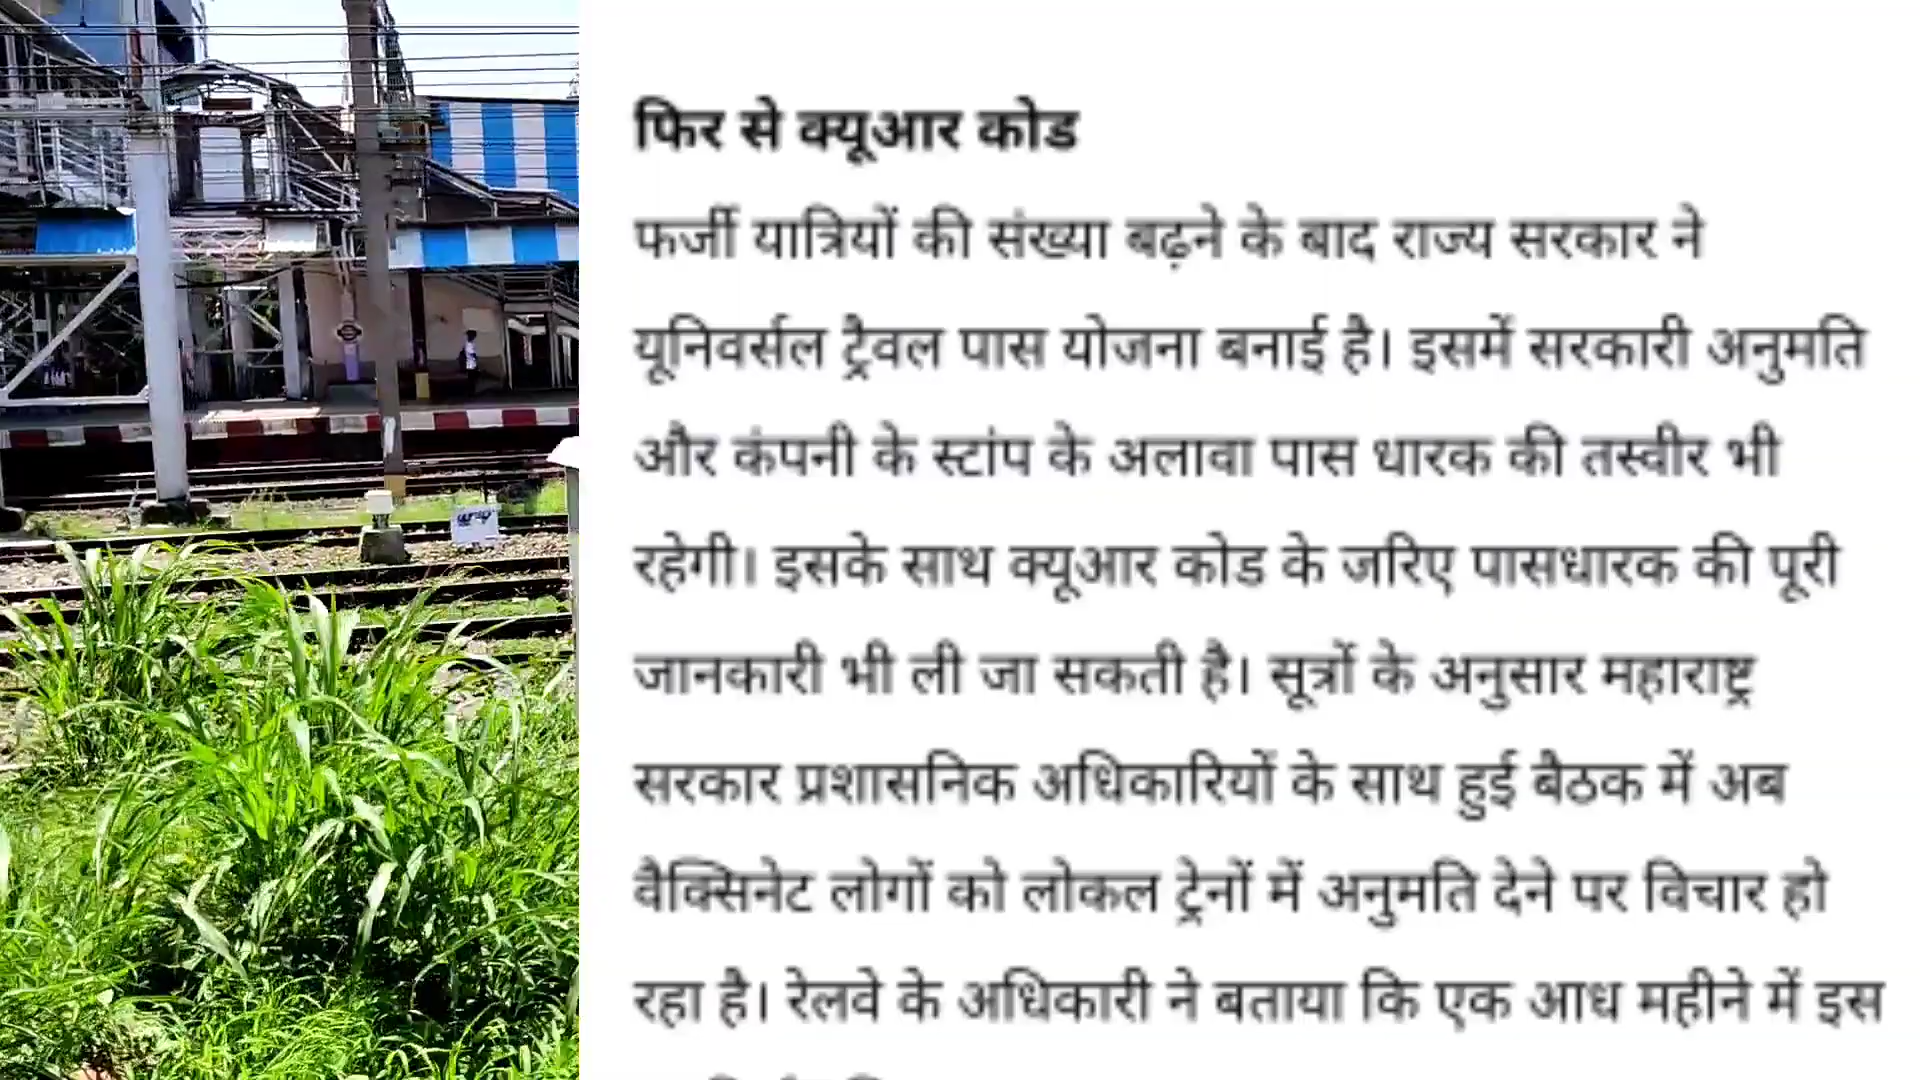 फिर से क्यूआर कोड
फर्जी यात्रियों की संख्या बढ़ने के बाद राज्य सरकार ने
यूनिवर्सल ट्रैवल पास योजना बनाई है। इसमें सरकारी अनुमति
और कंपनी के स्टांप के अलावा पास धारक की तस्वीर भी
रहेगी। इसके साथ क्यूआर कोड के जरिए पासधारक की पूरी
जानकारी भी ली जा सकती है। सूत्रों के अनुसार महाराष्ट्र
सरकार प्रशासनिक अधिकारियों के साथ हुई बैठक में अब
वैक्सिनेट लोगों को लोकल ट्रेनों में अनुमति देने पर विचार हो
रहा है। रेलवे के अधिकारी ने बताया कि एक आध महीने में इस